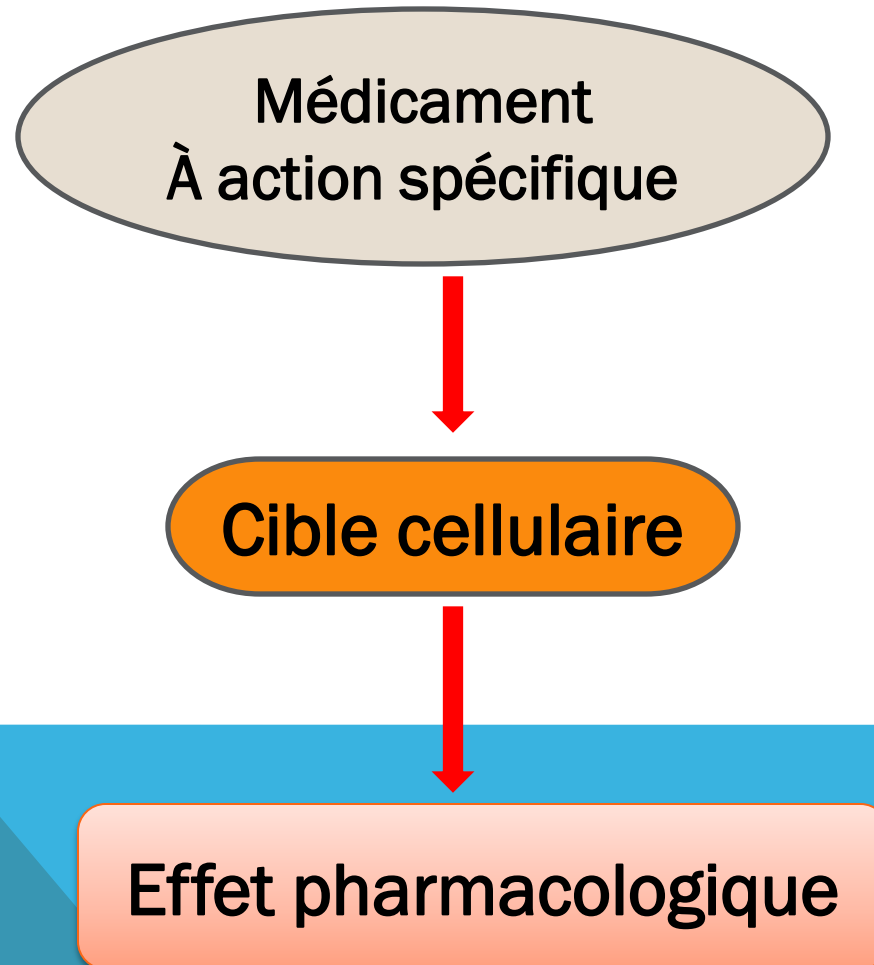 Médicament
À action spécifique
Cible cellulaire
Effet pharmacologique